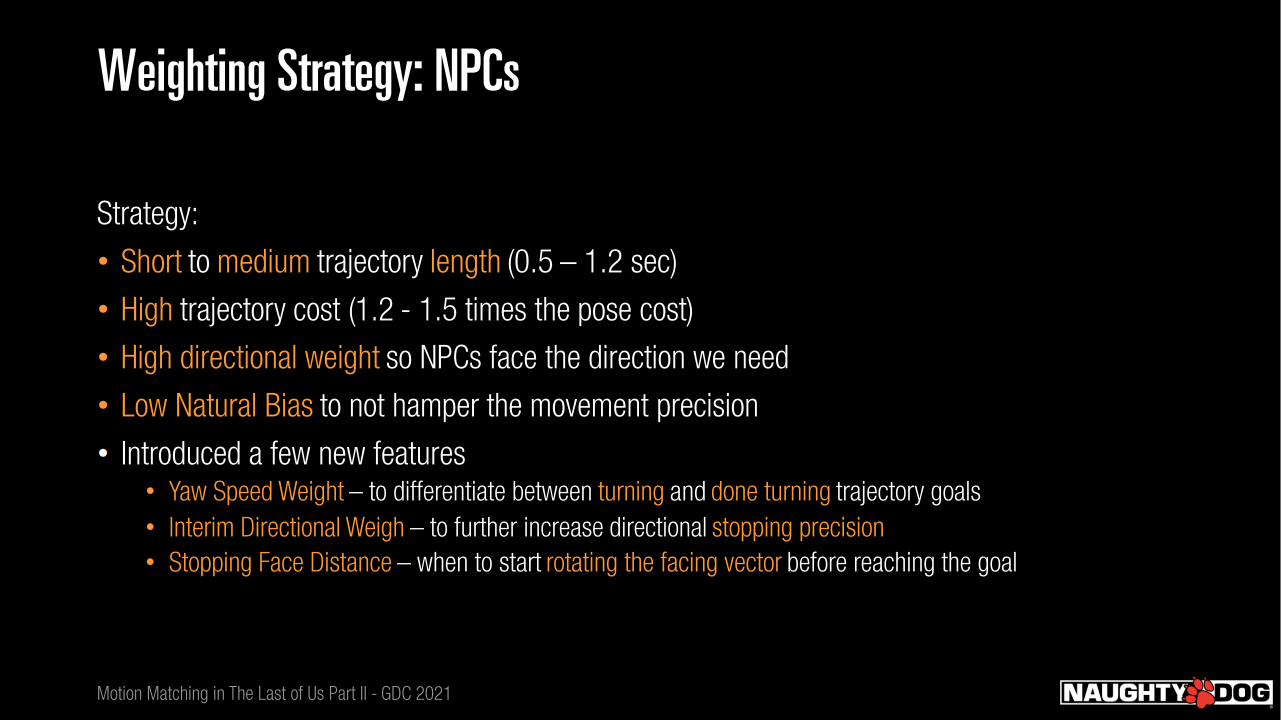 Weighting Strategy: NPCs
Strategy:
• Short to medium trajectory length (0.5 – 1.2 sec)
• High trajectory cost (1.2 - 1.5 times the pose cost)
• High directional weight so NPCs face the direction we need
• Low Natural Bias to not hamper the movement precision
• Introduced a few new features
• Yaw Speed Weight – to differentiate between turning and done turning trajectory goals
• Interim Directional Weigh – to further increase directional stopping precision
• Stopping Face Distance – when to start rotating the facing vector before reaching the goal
Motion Matching in The Last of Us Part II - GDC 2021
NAUGHTY DOG